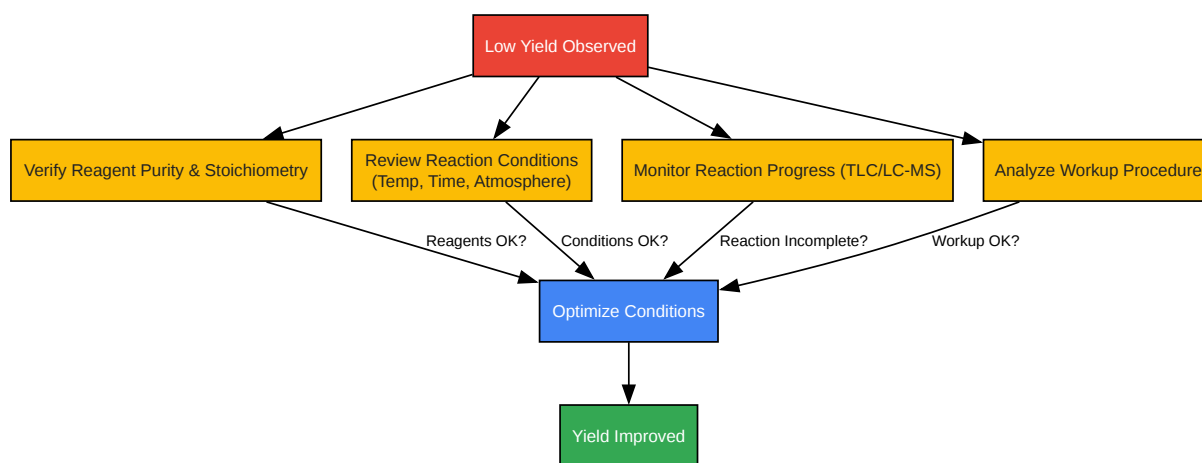 Low Yield Observed
Verify Reagent Purity & Stoichiometry
Review Reaction Conditions
(Temp, Time, Atmosphere)
Monitor Reaction Progress (TLC/LC-MS)
Analyze Workup Procedure
Reagents OK?
Conditions OK?
Reaction Incomplete?
Workup OK?
Optimize Conditions
Yield Improved